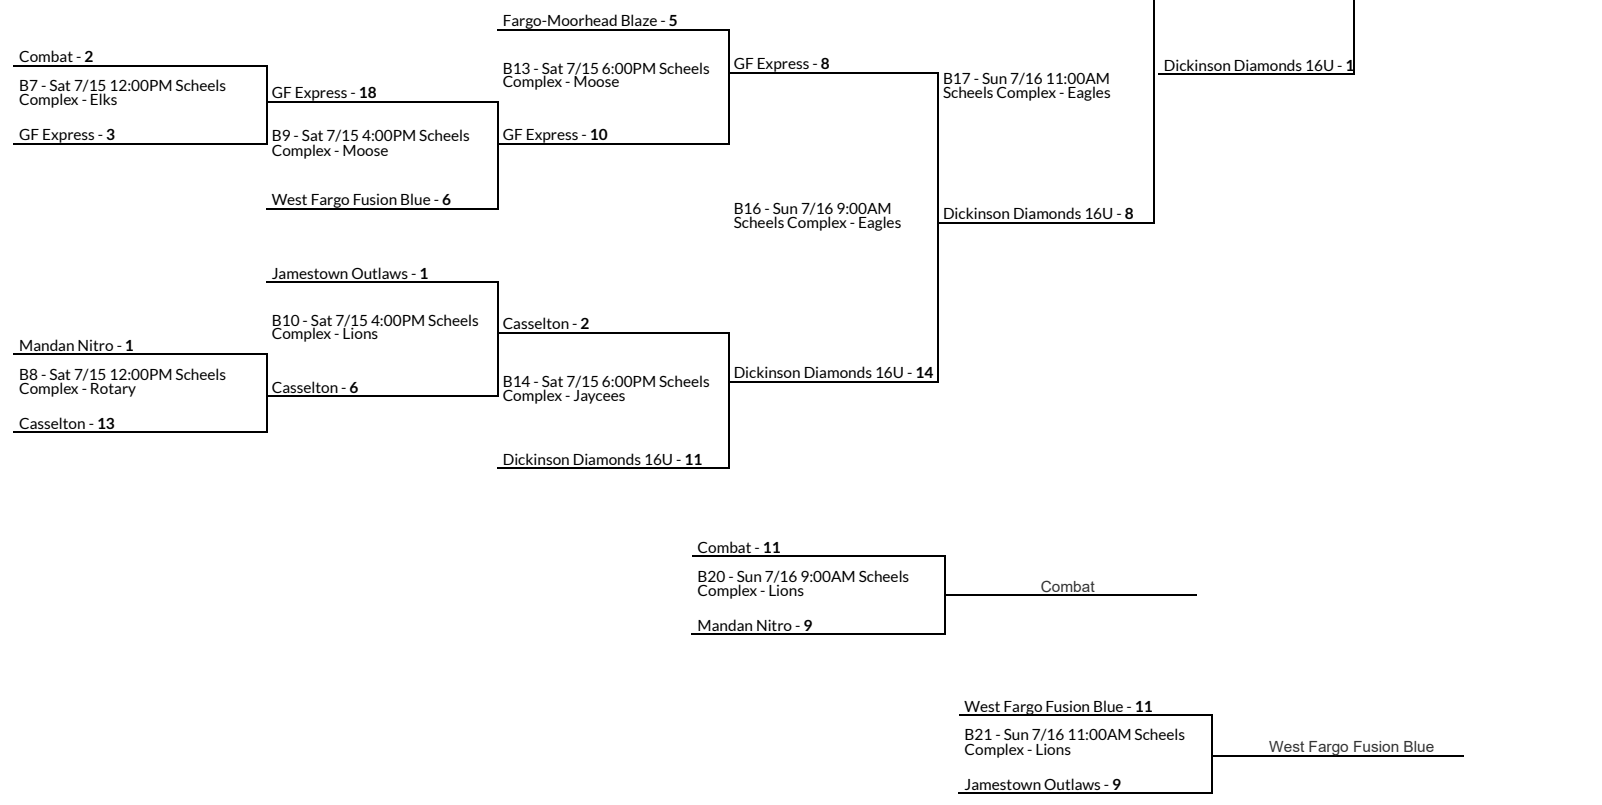 Fargo-Moorhead Blaze - 5
Combat - 2
B7 - Sat 7/15 12:00PM Scheels
Complex - Elks
GF Express - 3
GF Express - 18
B9 - Sat 7/15 4:00PM Scheels
Complex - Moose
West Fargo Fusion Blue - 6
B13 - Sat 7/15 6:00PM Scheels
Complex - Moose
GF Express - 10
GF Express - 8
B17 - Sun 7/16 11:00AM
Scheels Complex - Eagles
Dickinson Diamonds 16U - 1
B16 - Sun 7/16 9:00AM
Scheels Complex - Eagles
Dickinson Diamonds 16U - 8
Jamestown Outlaws - 1
B10 - Sat 7/15 4:00PM Scheels
Complex - Lions
Mandan Nitro - 1
B8 - Sat 7/15 12:00PM Scheels
Complex - Rotary
Casselton - 13
Casselton - 6
Casselton - 2
B14 - Sat 7/15 6:00PM Scheels
Complex - Jaycees
Dickinson Diamonds 16U - 11
Dickinson Diamonds 16U - 14
Combat - 11
B20 - Sun 7/16 9:00AM Scheels
Complex - Lions
Mandan Nitro - 9
Combat
West Fargo Fusion Blue - 11
B21 - Sun 7/16 11:00AM Scheels
Complex - Lions
Jamestown Outlaws - 9
West Fargo Fusion Blue